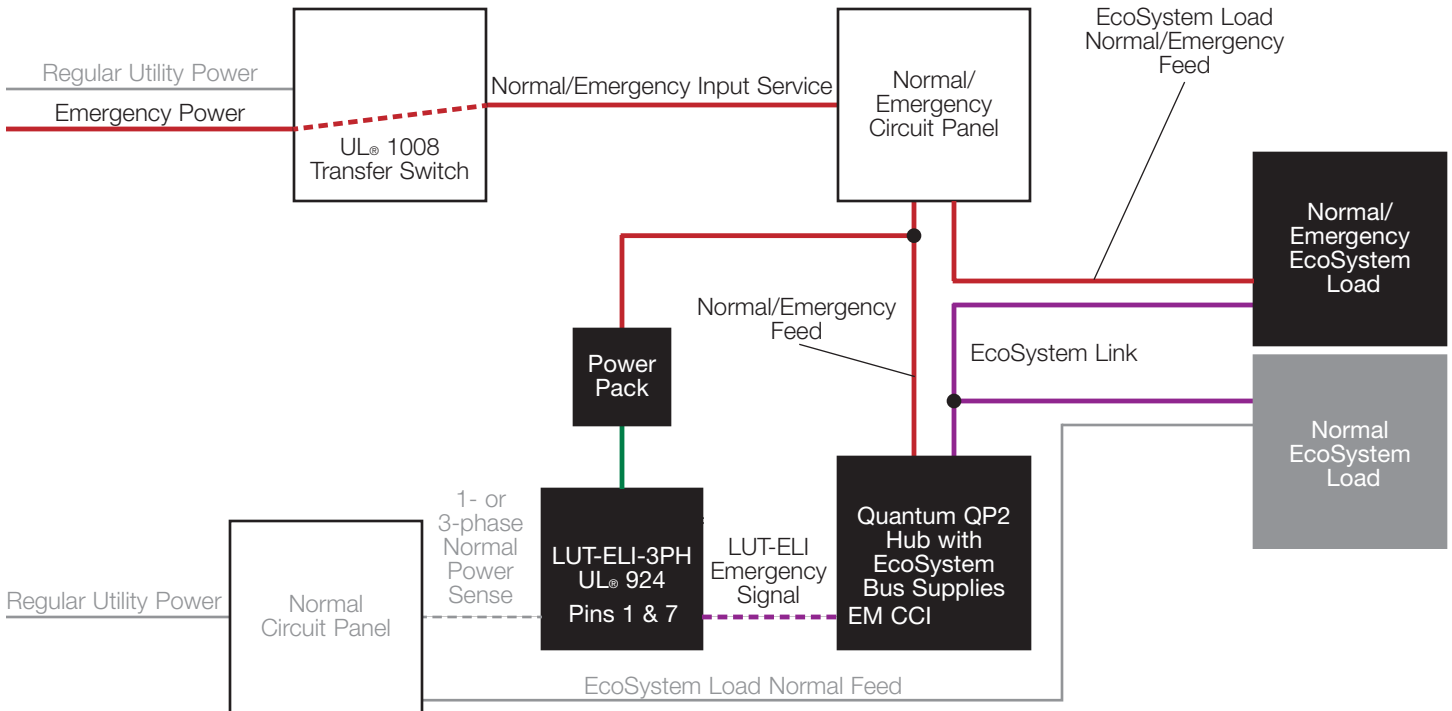 Regular Utility Power
Emergency Power
UL® 1008
Transfer Switch
Normal/Emergency Input Service
Normal/
Emergency
Circuit Panel
EcoSystem Load
Normal/Emergency
Feed
Normal/
Emergency
EcoSystem
Load
Normal/Emergency
Feed
EcoSystem Link
Power
Pack
Normal
EcoSystem
Load
1- or
3-phase
Normal
Power
Sense
LUT-ELI-3PH
UL® 924
Pins 1 & 7
LUT-ELI
Emergency
Signal
Quantum QP2
Hub with
EcoSystem
Bus Supplies
EM CCI
Regular Utility Power
Normal
Circuit Panel
EcoSystem Load Normal Feed